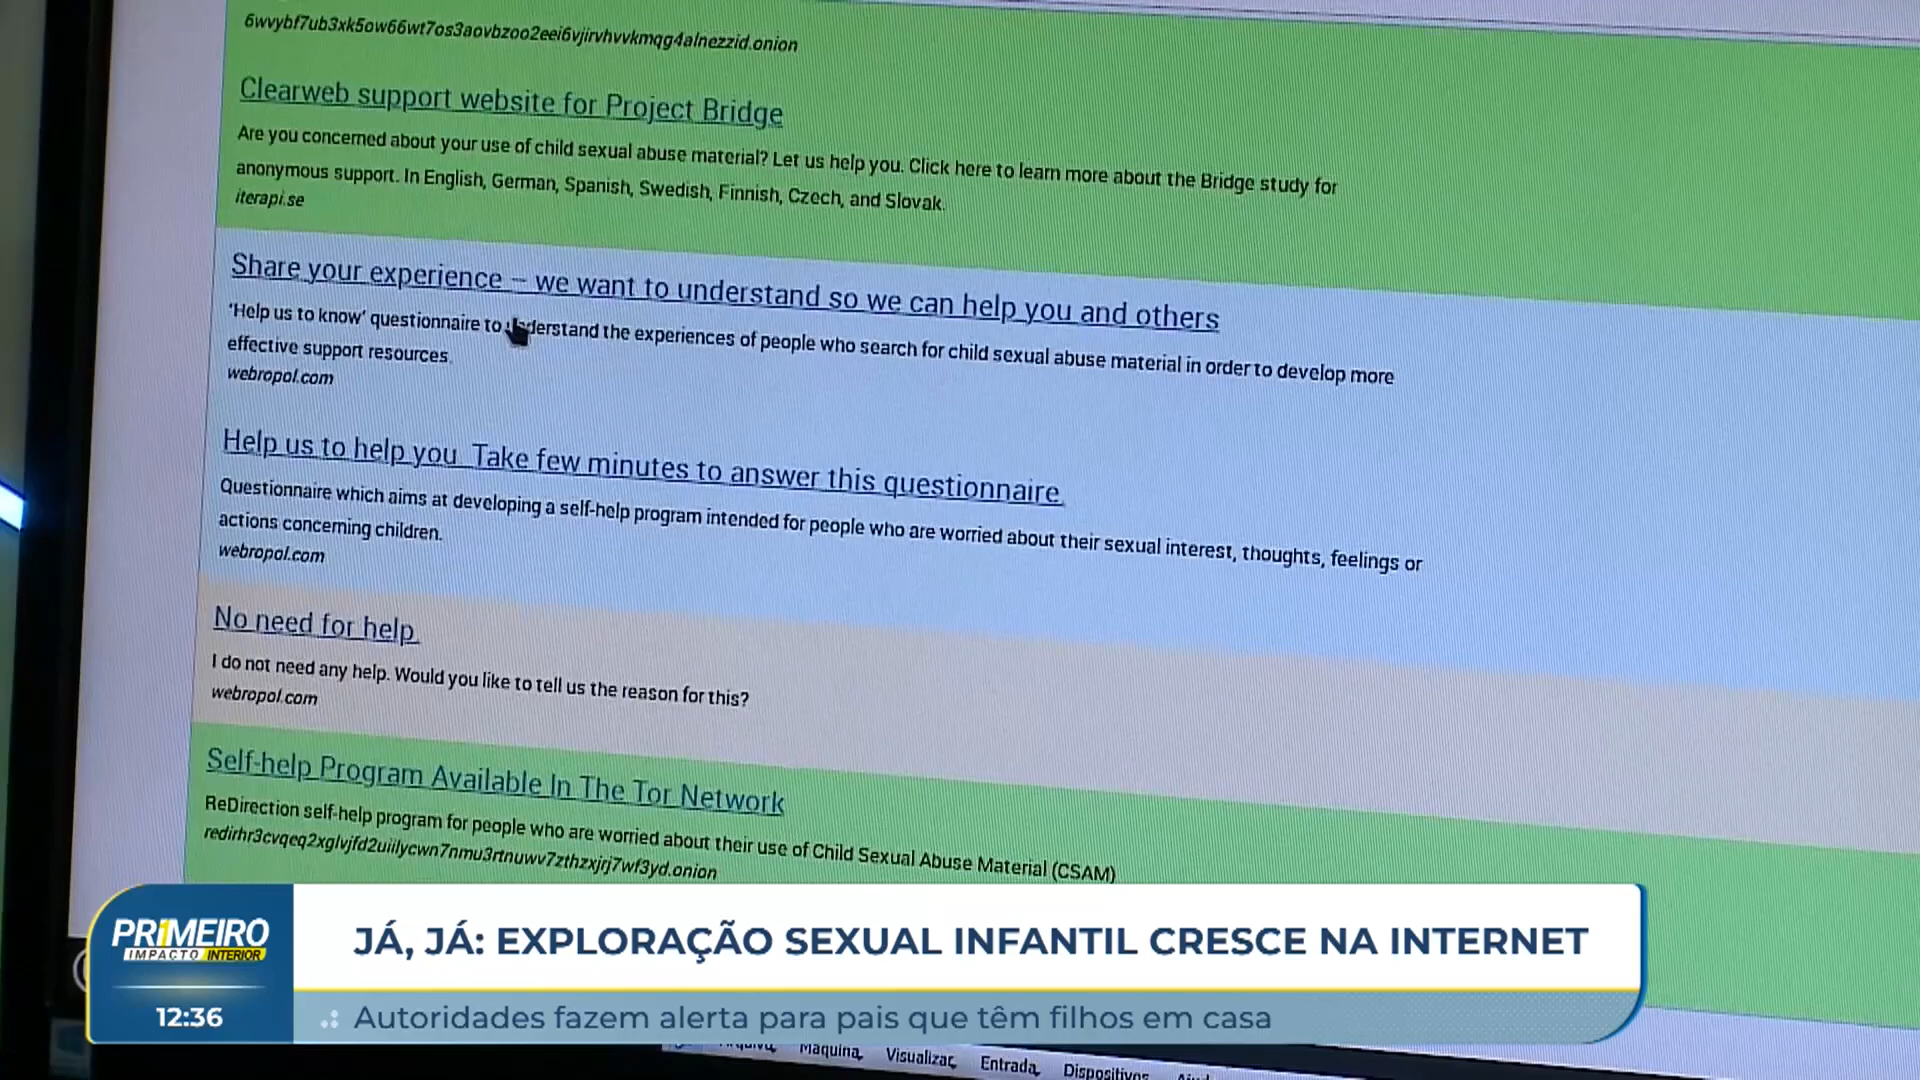 6wvybf7ub3xk5ow66wt7os3aovbzoo2eei6vjirvhvvkmqg4alnezzid.onion
Clearweb support website for Project Bridge
Are you concerned about your use of child sexual abuse material? Let us help you. Click here to learn more about the Bridge study for
anonymous support. In English, German, Spanish, Swedish, Finnish, Czech, and Slovak.
iterapi.se
Share your experience – we want to understand so we can help you and others
'Help us to know' questionnaire to understand the experiences of people who search for child sexual abuse material in order to develop more
effective support resources.
webropol.com
Help us to help you. Take few minutes to answer this questionnaire.
Questionnaire which aims at developing a self-help program intended for people who are worried about their sexual interest, thoughts, feelings or
actions concerning children.
webropol.com
No need for help.
I do not need any help. Would you like to tell us the reason for this?
webropol.com
Self-help Program Available In The Tor Network
ReDirection self-help program for people who are worried about their use of Child Sexual Abuse Material (CSAM)
redirhr3cvqeq2xglvjfd2uiilycwn7nmu3rtnuwv7zthzxjrj7wf3yd.onion
PR1MEIRO
IMPACTO INTERIOR
12:36
JÁ, JÁ: EXPLORAÇÃO SEXUAL INFANTIL CRESCE NA INTERNET
Autoridades fazem alerta para pais que têm filhos em casa
Máquina Visualizar Entrada Dispositivos